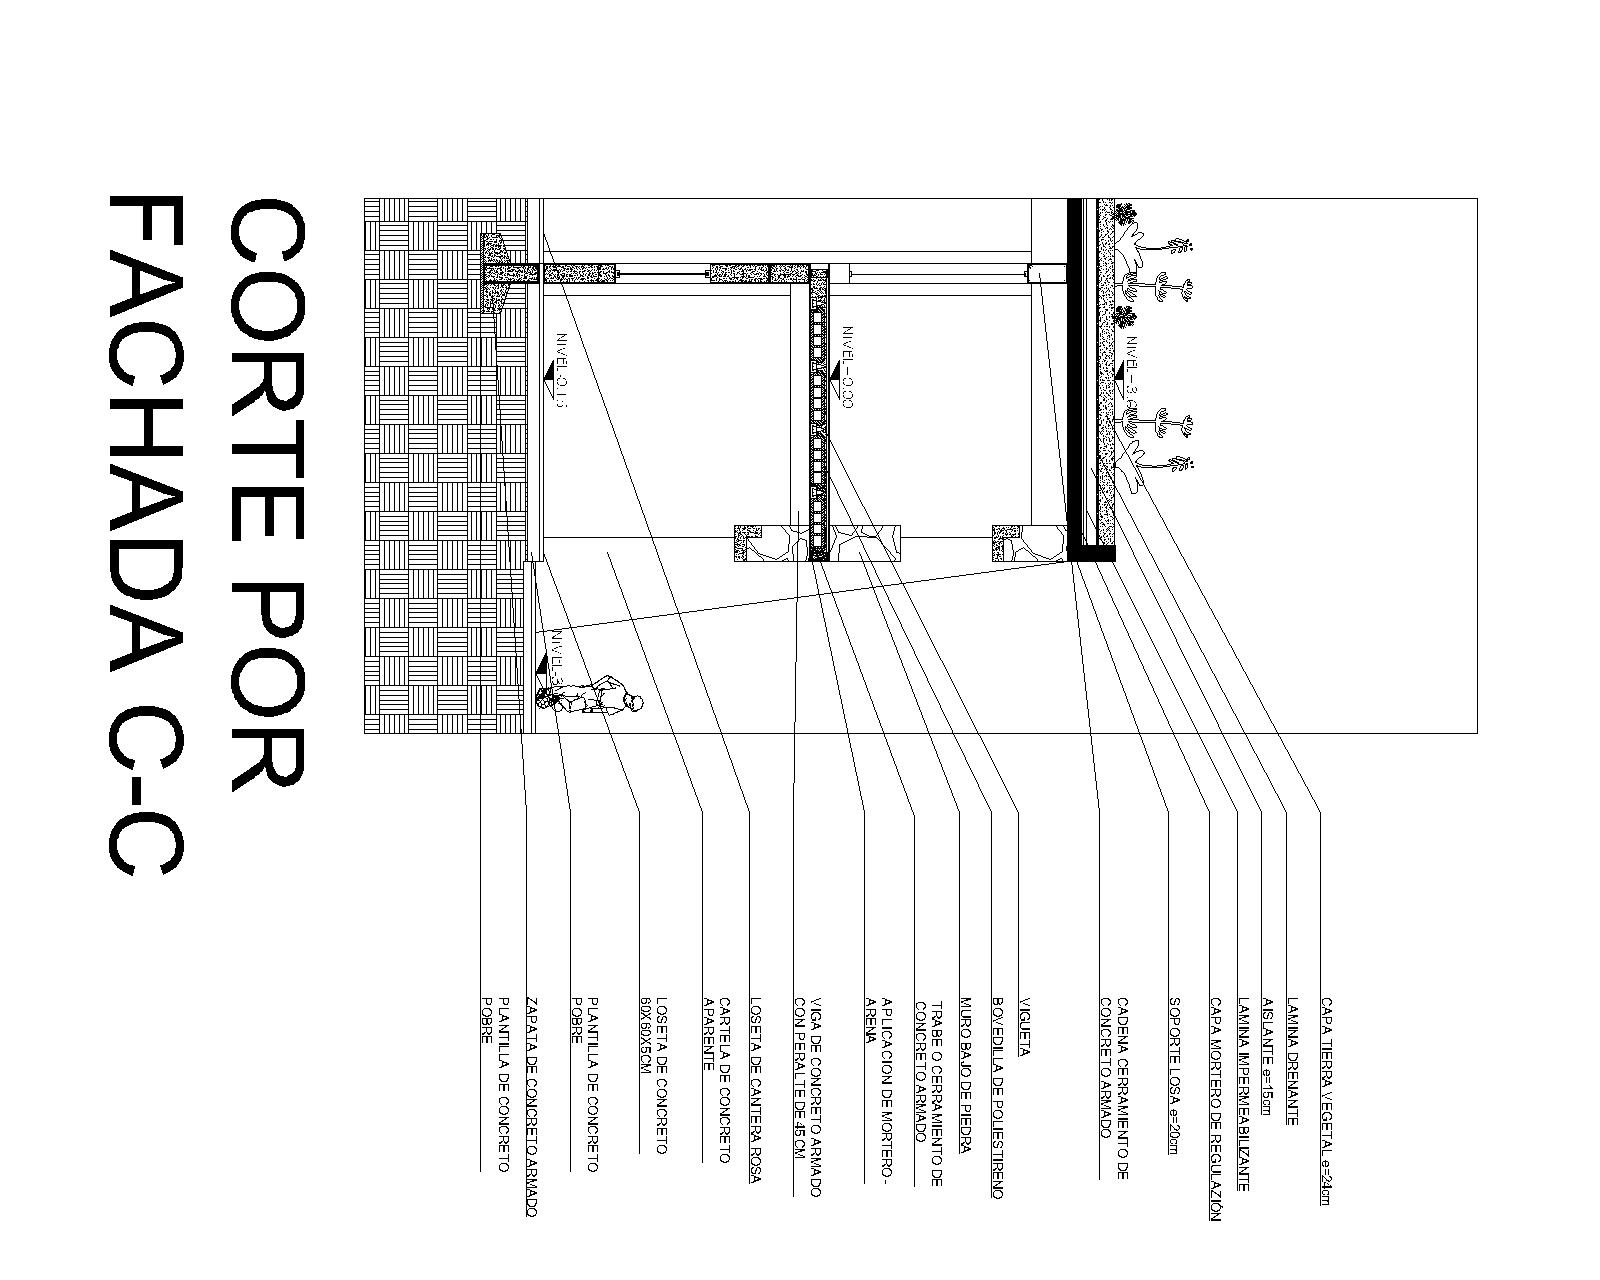 CAPA TIERRA VEGETAL e=24cm
LAMINA DRENANTE
AISLANTE e=15cm
LAMINA IMPERMEABILIZANTE
CAPA MORTERO DE REGULAZIÓN
SOPORTE LOSA e=20cm
NIVEL+3.6
CADENA CERRAMIENTO DE
CONCRETO ARMADO
VIGUETA
BOVEDILLA DE POLIESTIRENO
MURO BAJO DE PIEDRA
TRABE O CERRAMIENTO DE
CONCRETO ARMADO
APLICACION DE MORTERO-
ARENA
NIVEL+0.00
VIGA DE CONCRETO ARMADO
CON PERALTE DE 45 CM
LOSETA DE CANTERA ROSA
CARTELA DE CONCRETO
APARENTE
LOSETA DE CONCRETO
60X60X5CM
PLANTILLA DE CONCRETO
POBRE
NIVEL-0.15
NIVEL-3
ZAPATA DE CONCRETO ARMADO
PLANTILLA DE CONCRETO
POBRE
CORTE POR
FACHADA C-C